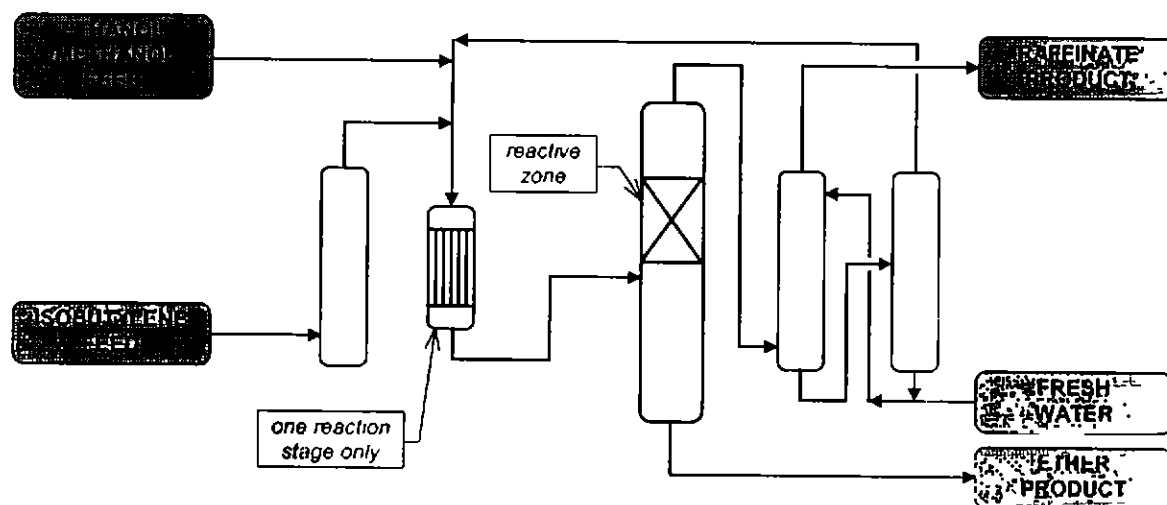 RAFFINATE
PRODUCT
reactive
zone
ISOBUTYLENE
FEED
one reaction
stage only
FRESH
WATER
ETHER
PRODUCT